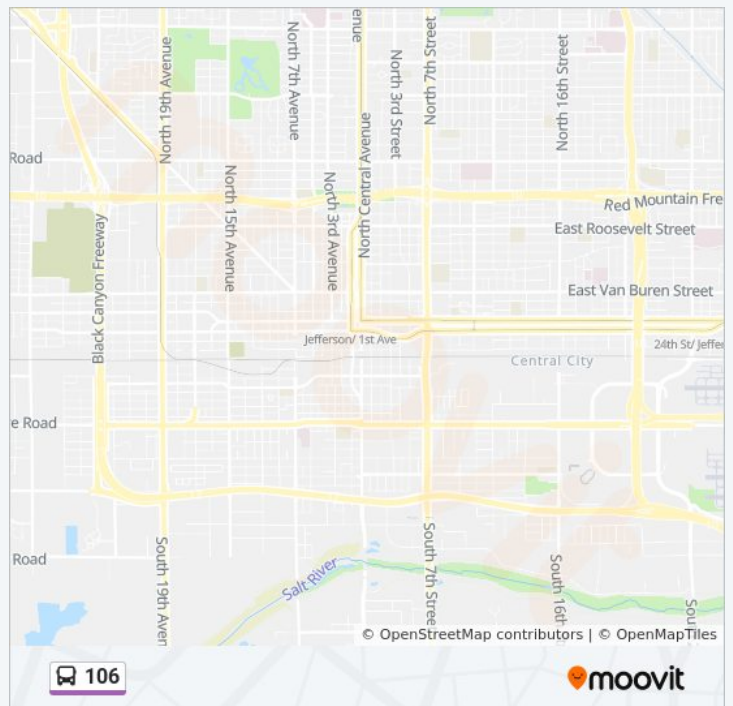 enue
North 7th Avenue
North 7th Street
North 19th Avenue
North 3rd Street
North 16th Street
Road
North Central Avenue
North 15th Avenue
North 3rd Avenue
Red Mountain Fre
East Roosevelt Street
Black Canyon Freeway
East Van Buren Street
Jefferson/ 1st Ave
24th St/ Jeffe
Central City
e Road
South 7th Stree
South 19th Aven
Road
Salt River
South 16th
Sou
© OpenStreetMap contributors | © OpenMapTiles
106
moovit